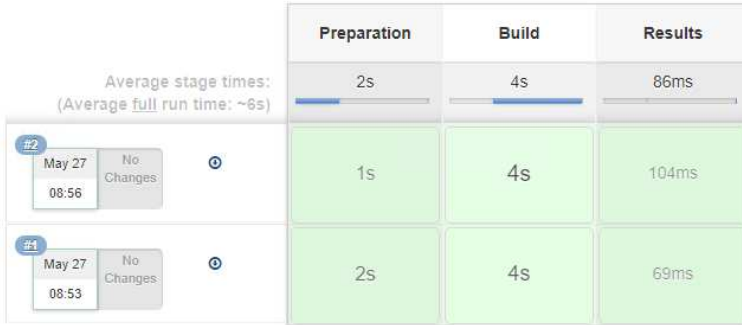 Preparation Build Results
Average stage times: 2s 4s 86ms
(Average full run time: ~6s)
#2
May 27 No Changes 1s 4s 104ms
08:56
#1
May 27 No Changes 2s 4s 69ms
08:53